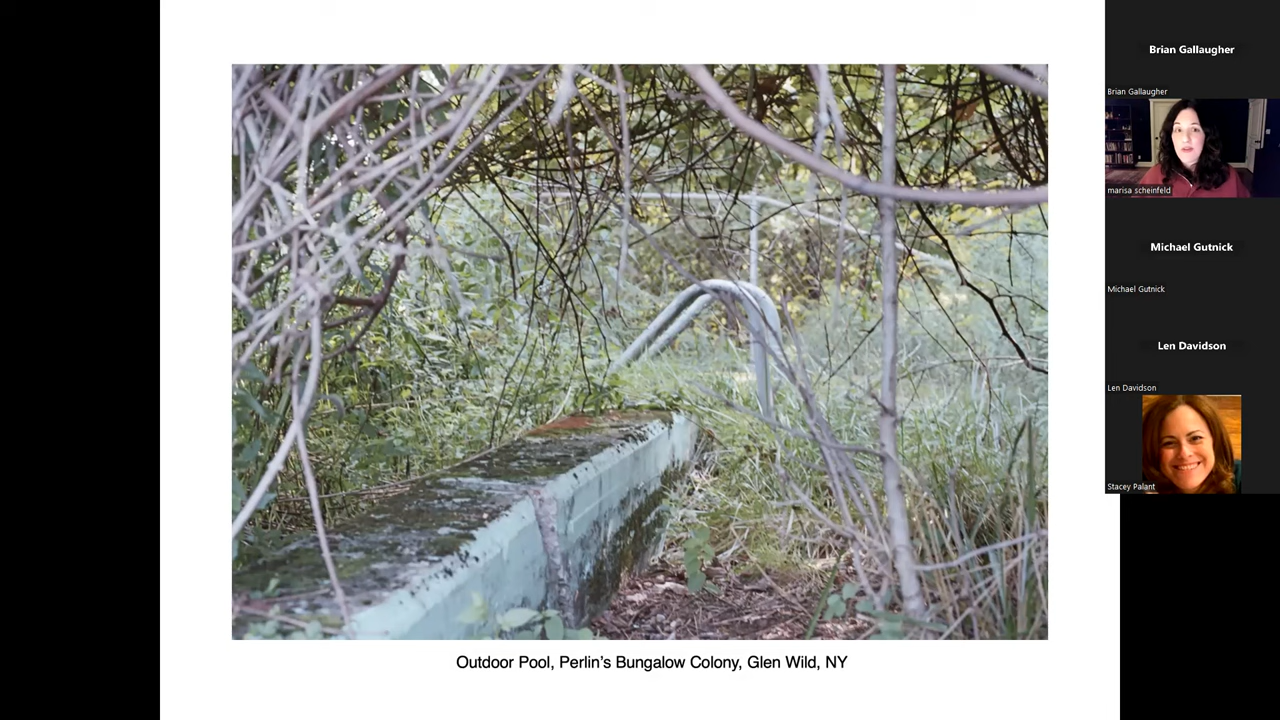 Outdoor Pool, Perlin's Bungalow Colony, Glen Wild, NY
Brian Gallaugher
Brian Gallaugher
marisa scheinfeld
Michael Gutnick
Michael Gutnick
Len Davidson
Len Davidson
Stacey Palant